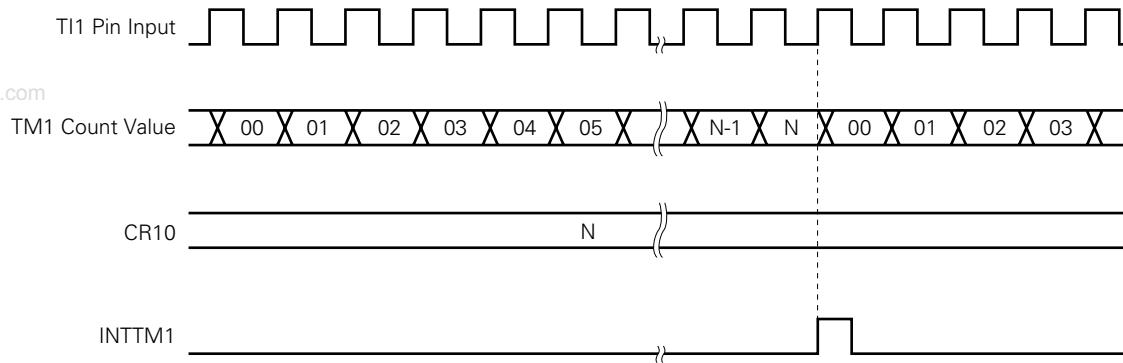 TI1 Pin Input
.com
TM1 Count Value 00 01 02 03 04 05 N-1 N 00 01 02 03
CR10 N
INTTM1